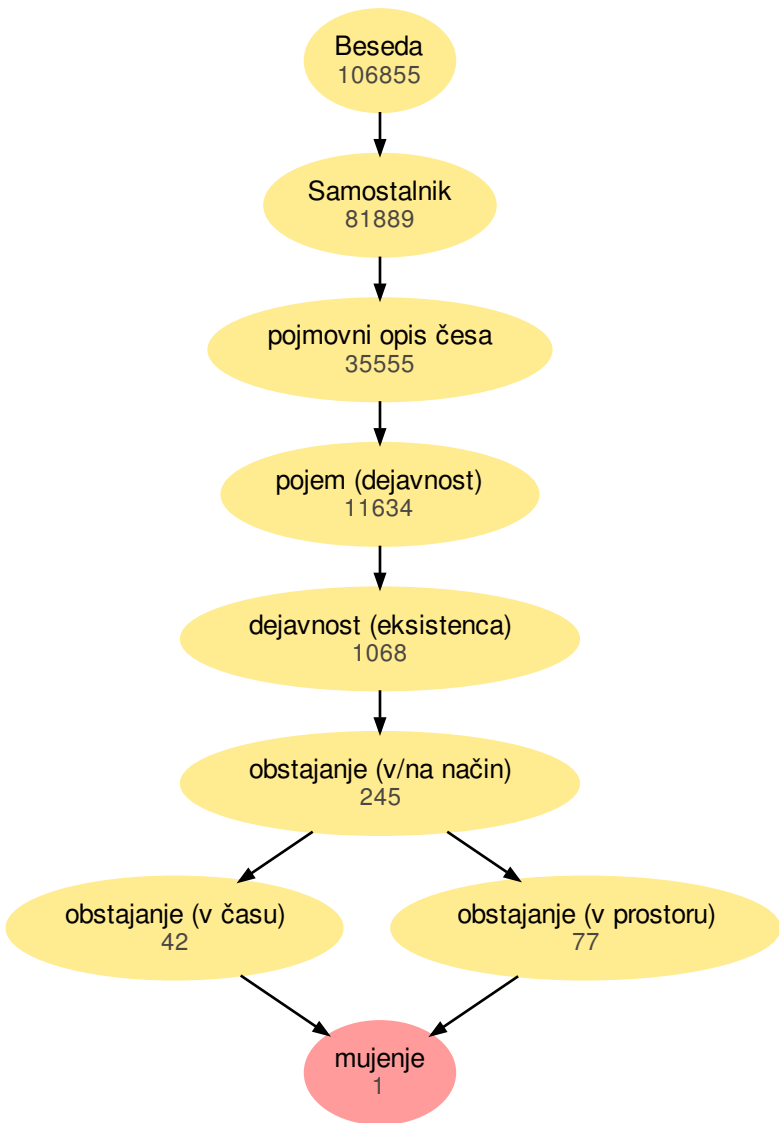 Beseda
106855
Samostalnik
81889
pojmovni opis česa
35555
pojem (dejavnost)
11634
dejavnost (eksistenca)
1068
obstajanje (v/na način)
245
obstajanje (v času)
42
obstajanje (v prostoru)
77
mujenje
1